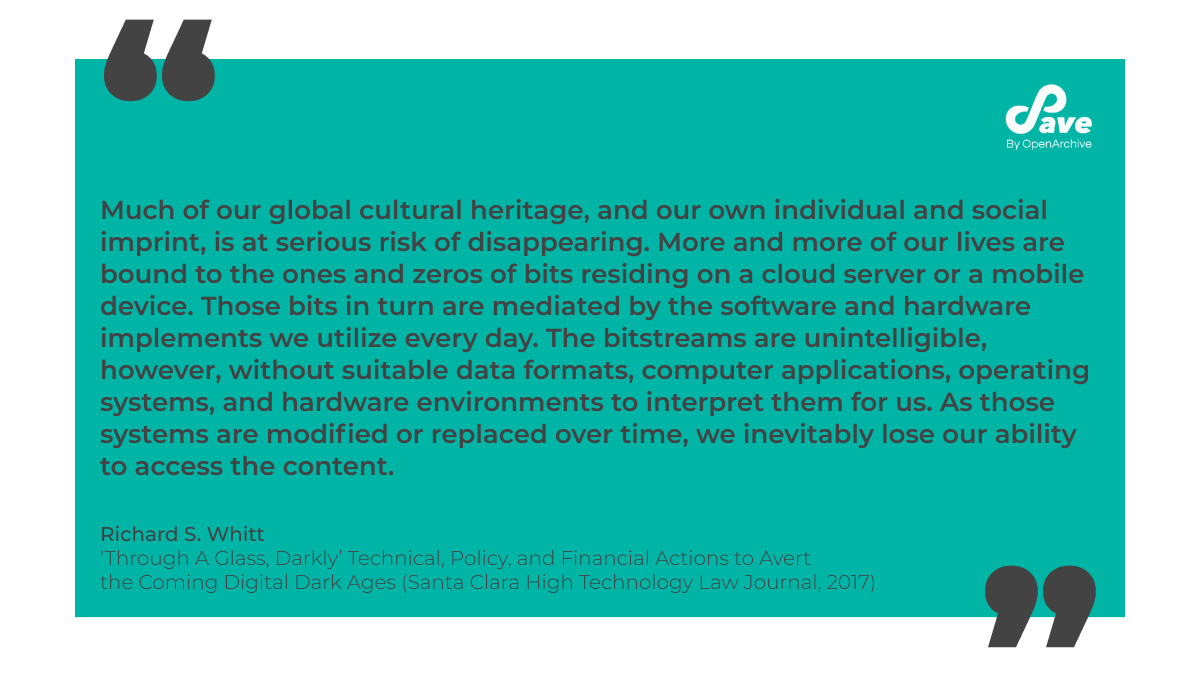 “
Save
By OpenArchive
Much of our global cultural heritage, and our own individual and social
imprint, is at serious risk of disappearing. More and more of our lives are
bound to the ones and zeros of bits residing on a cloud server or a mobile
device. Those bits in turn are mediated by the software and hardware
implements we utilize every day. The bitstreams are unintelligible,
however, without suitable data formats, computer applications, operating
systems, and hardware environments to interpret them for us. As those
systems are modified or replaced over time, we inevitably lose our ability
to access the content.
Richard S. Whitt
‘Through A Glass, Darkly’ Technical, Policy, and Financial Actions to Avert
the Coming Digital Dark Ages (Santa Clara High Technology Law Journal, 2017)
”